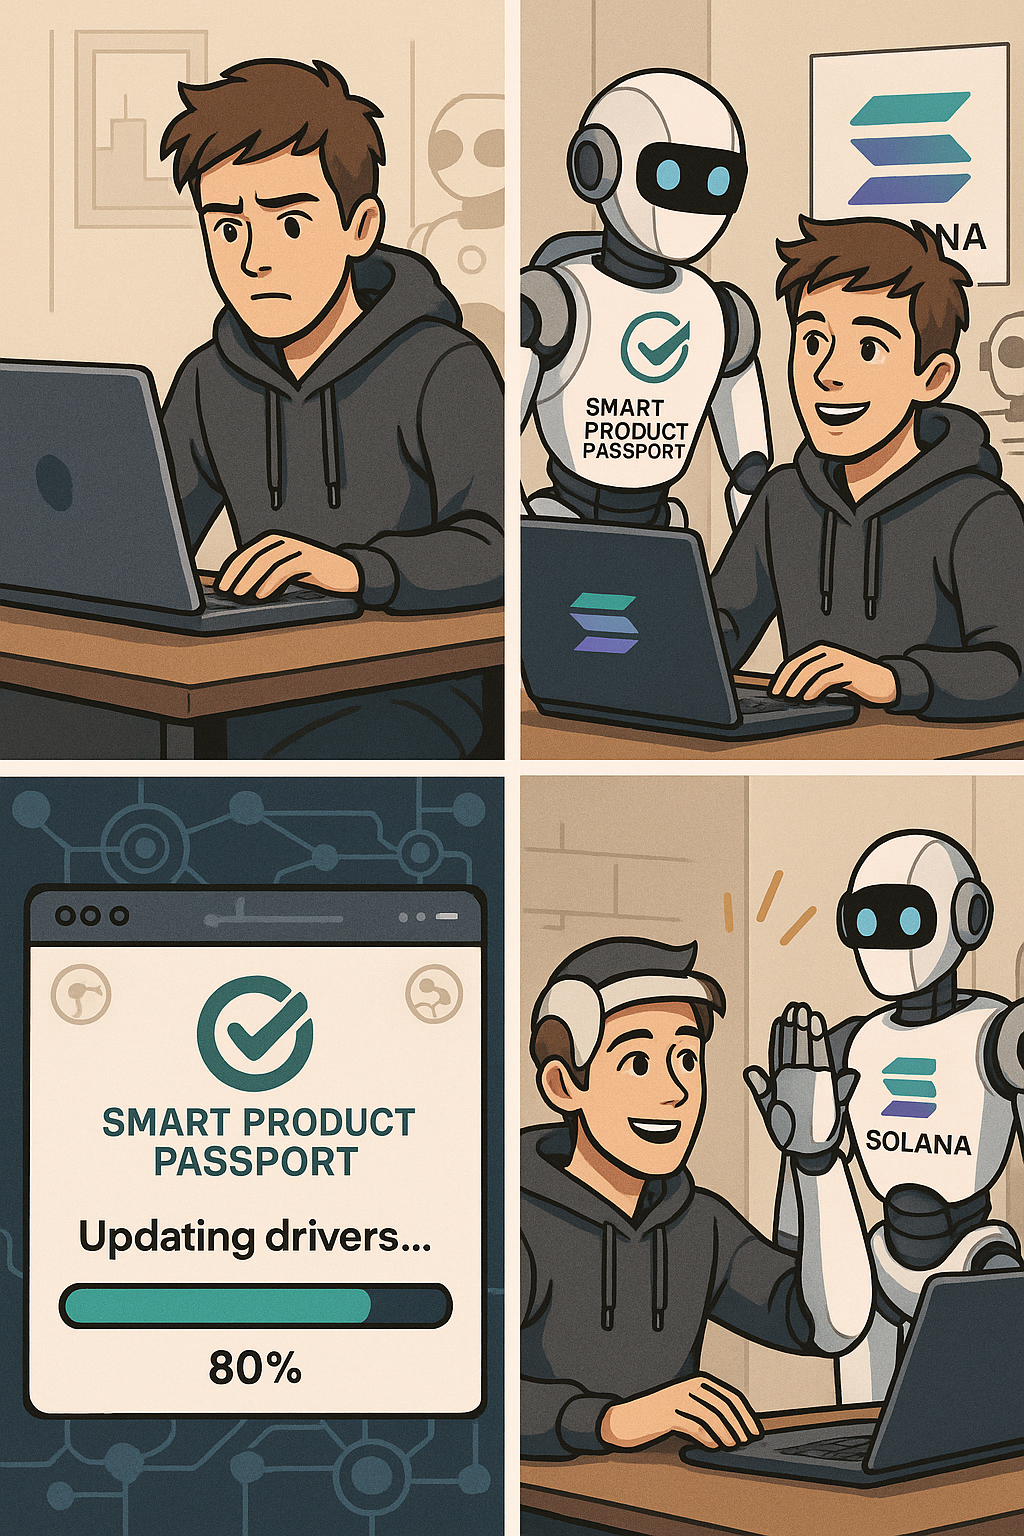 NA
SMART
PRODUCT
PASSPORT
SMART PRODUCT
PASSPORT
Updating drivers...
80%
SOLANA